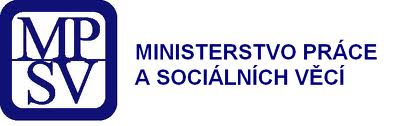 MP
SV
MINISTERSTVO PRÁCE
A SOCIÁLNÍCH VĚCÍ